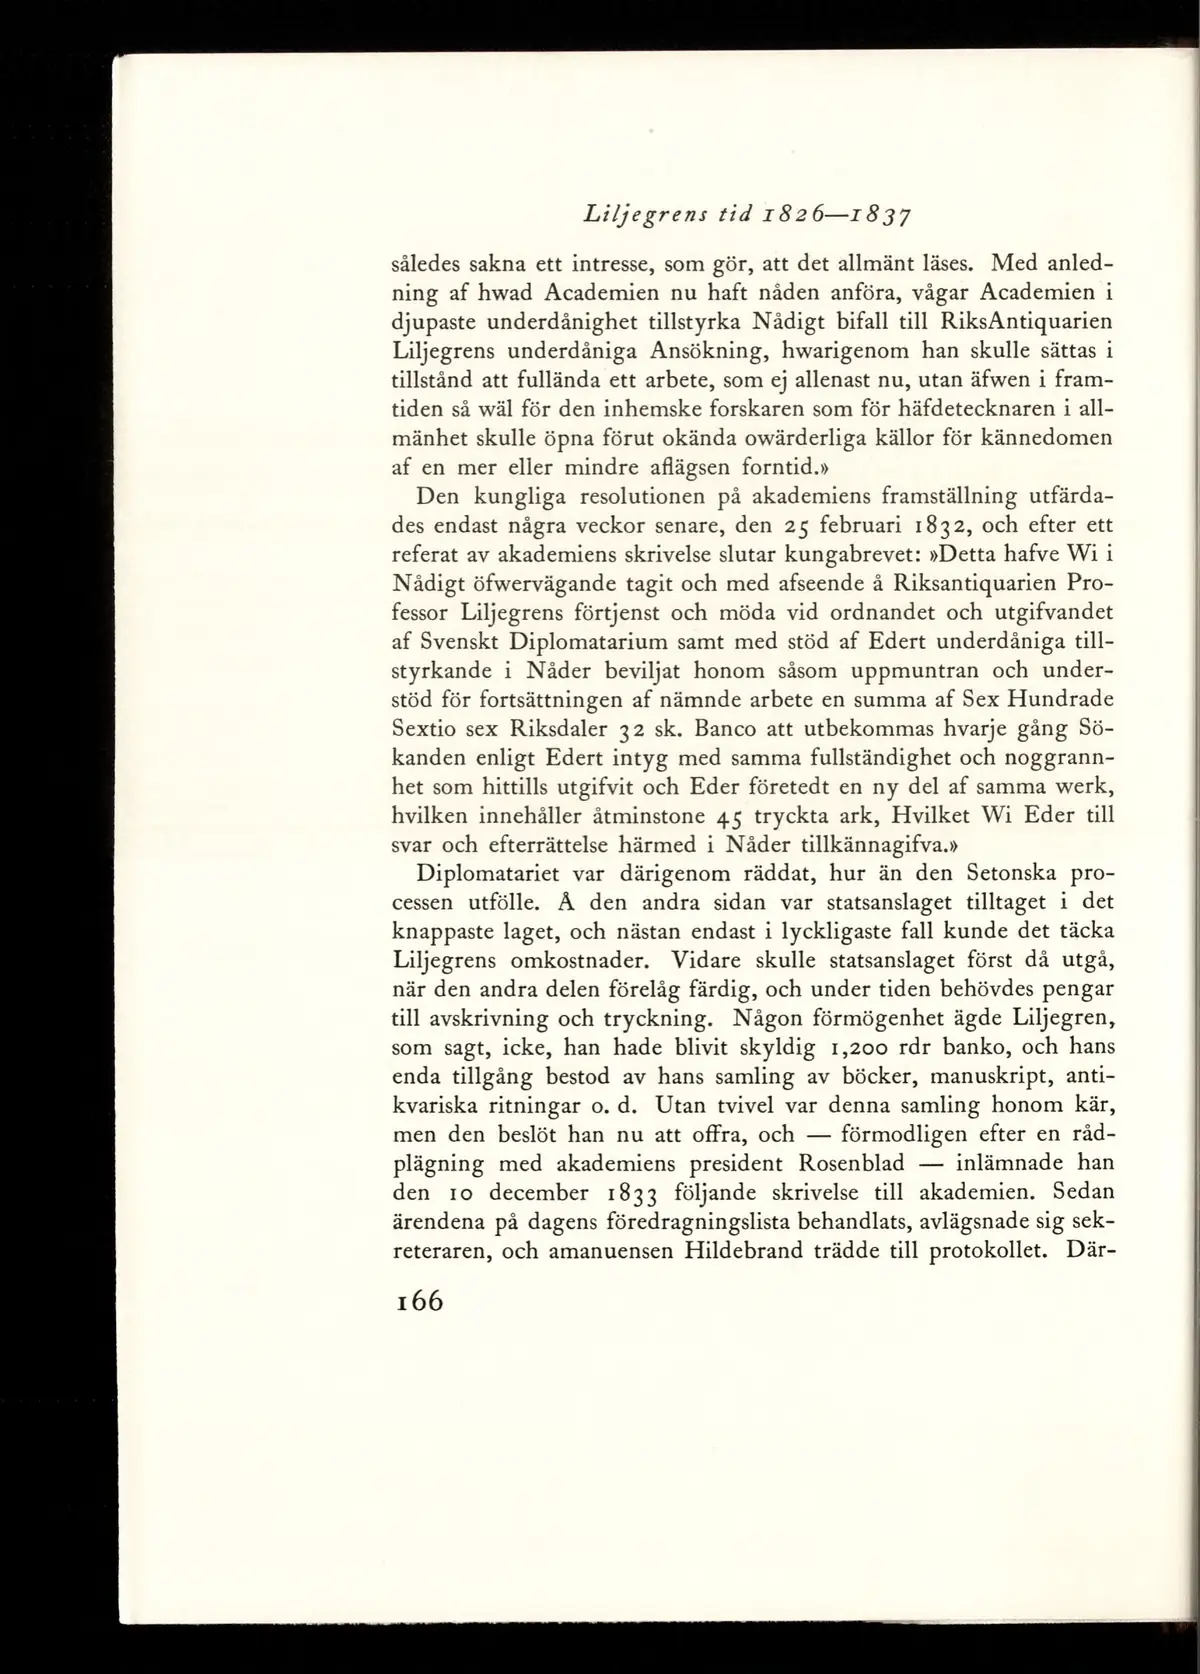 Liljegrens tid 1826—1837
således sakna ett intresse, som gör, att det allmänt läses. Med anled-
ning af hwad Academien nu haft nåden anföra, vågar Academien i
djupaste underdånighet tillstyrka Nådigt bifall till RiksAntiquarien
Liljegrens underdåniga Ansökning, hwarigenom han skulle sättas i
tillstånd att fullända ett arbete, som ej allenast nu, utan äfwen i fram-
tiden så wäl för den inhemske forskaren som för häfdetecknaren i all-
mänhet skulle öpna förut okända owärderliga källor för kännedomen
af en mer eller mindre aflägsen forntid.»
Den kungliga resolutionen på akademiens framställning utfärda-
des endast några veckor senare, den 25 februari 1832, och efter ett
referat av akademiens skrivelse slutar kungabrevet: »Detta hafve Wi i
Nådigt öfwervägande tagit och med afseende å Riksantiquarien Pro-
fessor Liljegrens förtjenst och möda vid ordnandet och utgifvandet
af Svenskt Diplomatarium samt med stöd af Edert underdåniga till-
styrkande i Nåder beviljat honom såsom uppmuntran och under-
stöd för fortsättningen af nämnde arbete en summa af Sex Hundrade
Sextio sex Riksdaler 32 sk. Banco att utbekommas hvarje gång Sö-
kanden enligt Edert intyg med samma fullständighet och noggrann-
het som hittills utgifvit och Eder företedt en ny del af samma werk,
hvilken innehåller åtminstone 45 tryckta ark, Hvilket Wi Eder till
svar och efterrättelse härmed i Nåder tillkännagifva.»
Diplomatariet var därigenom räddat, hur än den Setonska pro-
cessen utfölle. Å den andra sidan var statsanslaget tilltaget i det
knappaste laget, och nästan endast i lyckligaste fall kunde det täcka
Liljegrens omkostnader. Vidare skulle statsanslaget först då utgå,
när den andra delen förelåg färdig, och under tiden behövdes pengar
till avskrivning och tryckning. Någon förmögenhet ägde Liljegren,
som sagt, icke, han hade blivit skyldig 1,200 rdr banko, och hans
enda tillgång bestod av hans samling av böcker, manuskript, anti-
kvariska ritningar o. d. Utan tvivel var denna samling honom kär,
men den beslöt han nu att offra, och — förmodligen efter en råd-
plägning med akademiens president Rosenblad — inlämnade han
den 10 december 1833 följande skrivelse till akademien. Sedan
ärendena på dagens föredragningslista behandlats, avlägsnade sig sek-
reteraren, och amanuensen Hildebrand trädde till protokollet. Där-
166